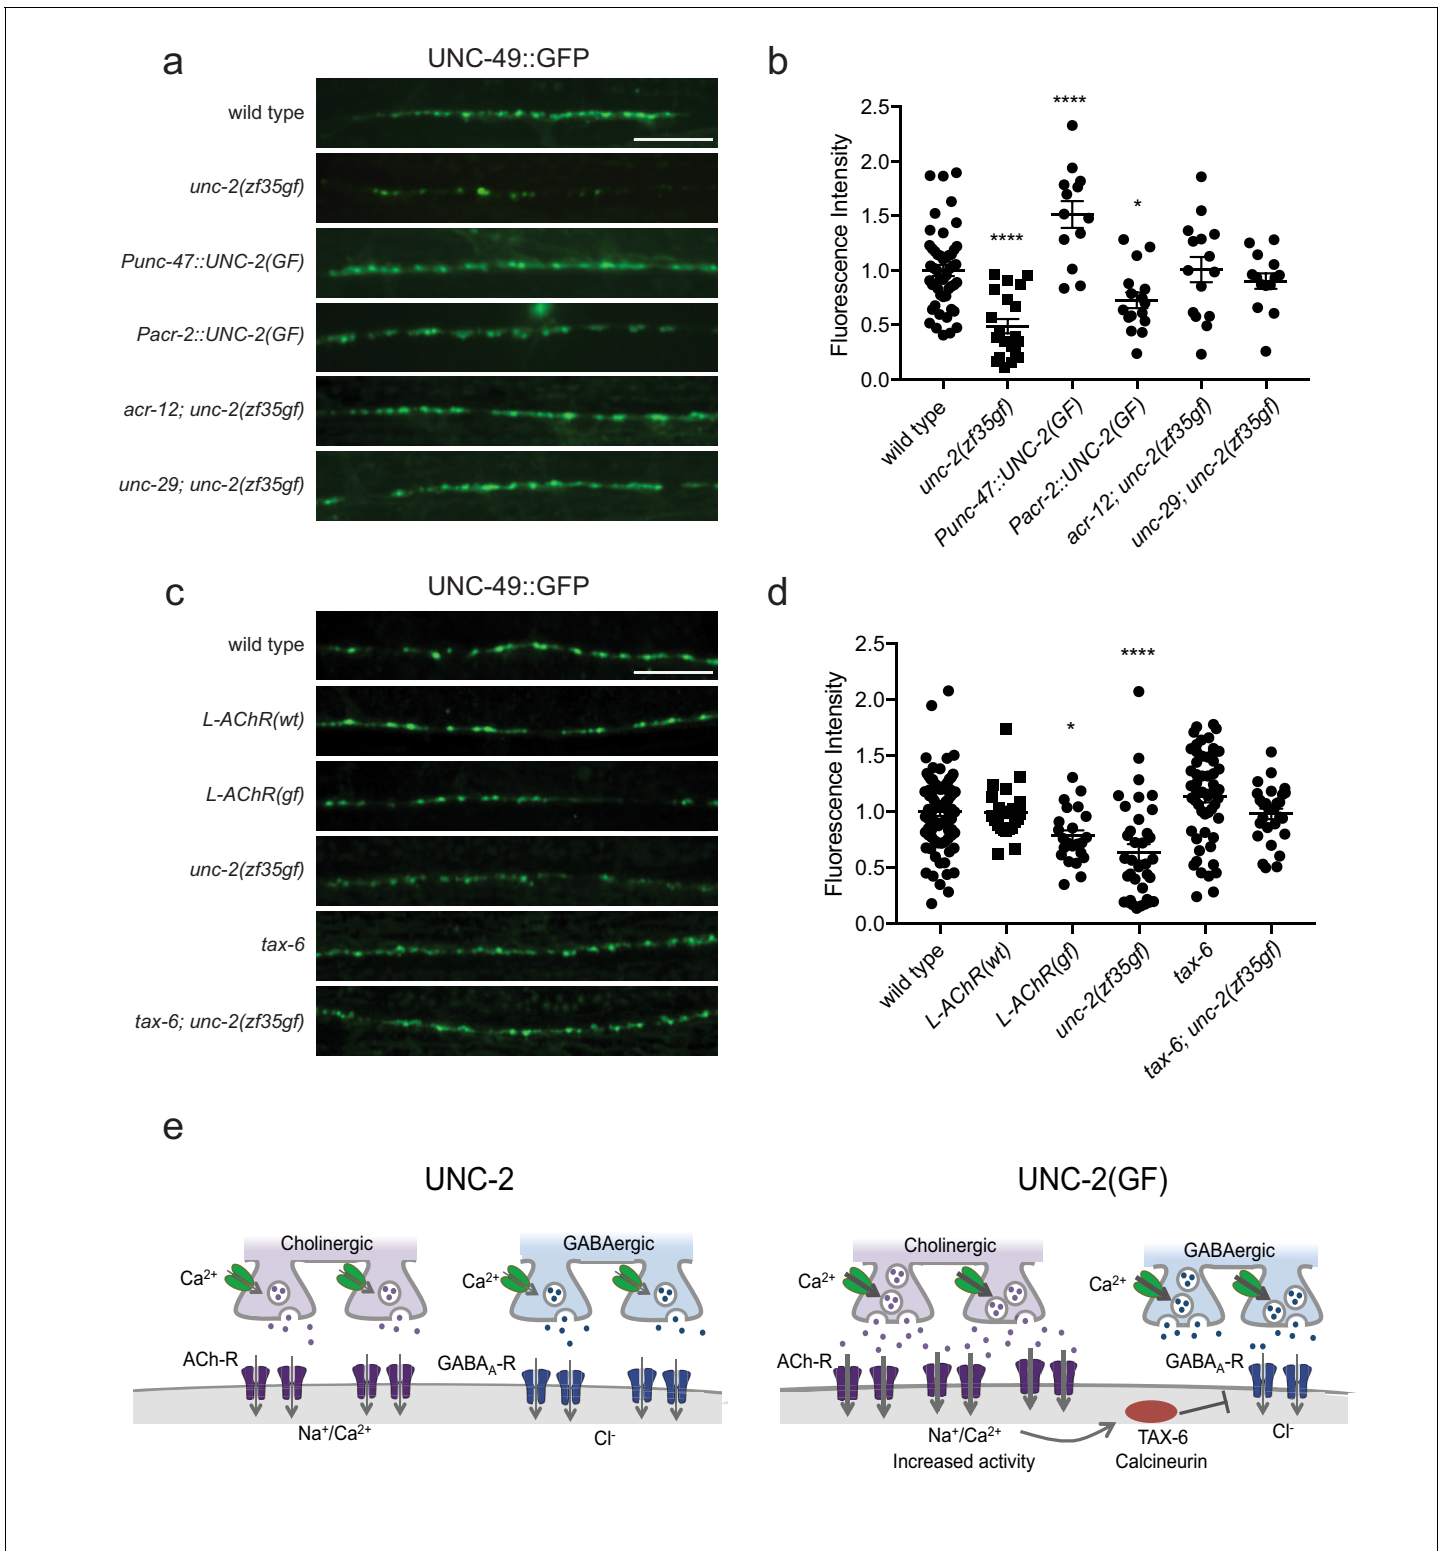 a
UNC-49::GFP
wild type
unc-2(zf35gf)
Punc-47::UNC-2(GF)
Pacr-2::UNC-2(GF)
acr-12; unc-2(zf35gf)
unc-29; unc-2(zf35gf)
b
Fluorescence Intensity
2.5
2.0
1.5
1.0
0.5
0.0
****
****
*
wild type
unc-2(zf35gf)
Punc-47::UNC-2(GF)
Pacr-2::UNC-2(GF)
acr-12; unc-2(zf35gf)
unc-29; unc-2(zf35gf)
c
UNC-49::GFP
wild type
L-AChR(wt)
L-AChR(gf)
unc-2(zf35gf)
tax-6
tax-6; unc-2(zf35gf)
d
Fluorescence Intensity
2.5
2.0
1.5
1.0
0.5
0.0
*
****
wild type
L-AChR(wt)
L-AChR(gf)
unc-2(zf35gf)
tax-6
tax-6; unc-2(zf35gf)
e
UNC-2
Cholinergic
GABAergic
Ca2+
Ca2+
ACh-R
GABAA-R
Na+/Ca2+
Cl-
UNC-2(GF)
Cholinergic
GABAergic
Ca2+
Ca2+
ACh-R
GABAA-R
Na+/Ca2+
Increased activity
TAX-6
Calcineurin
Cl-